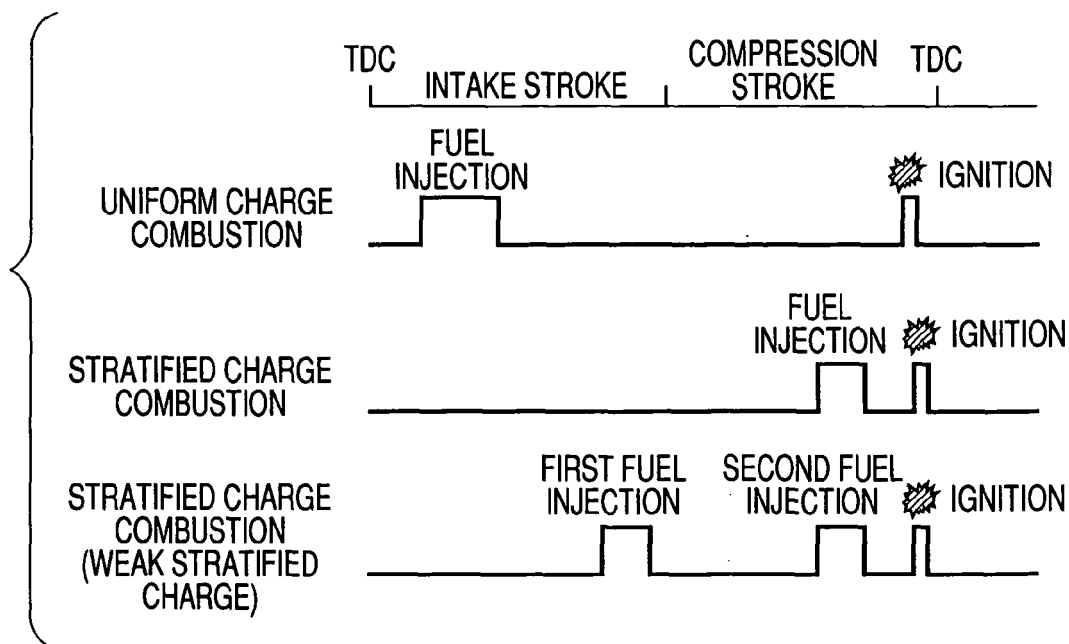 TDC
INTAKE STROKE
COMPRESSION
STROKE
TDC
UNIFORM CHARGE
COMBUSTION
FUEL
INJECTION
IGNITION
STRATIFIED CHARGE
COMBUSTION
FUEL
INJECTION
IGNITION
STRATIFIED CHARGE
COMBUSTION
(WEAK STRATIFIED
CHARGE)
FIRST FUEL
INJECTION
SECOND FUEL
INJECTION
IGNITION